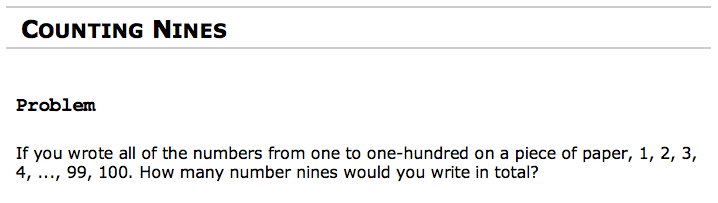 COUNTING NINES
Problem
If you wrote all of the numbers from one to one-hundred on a piece of paper, 1, 2, 3,
4, ..., 99, 100. How many number nines would you write in total?